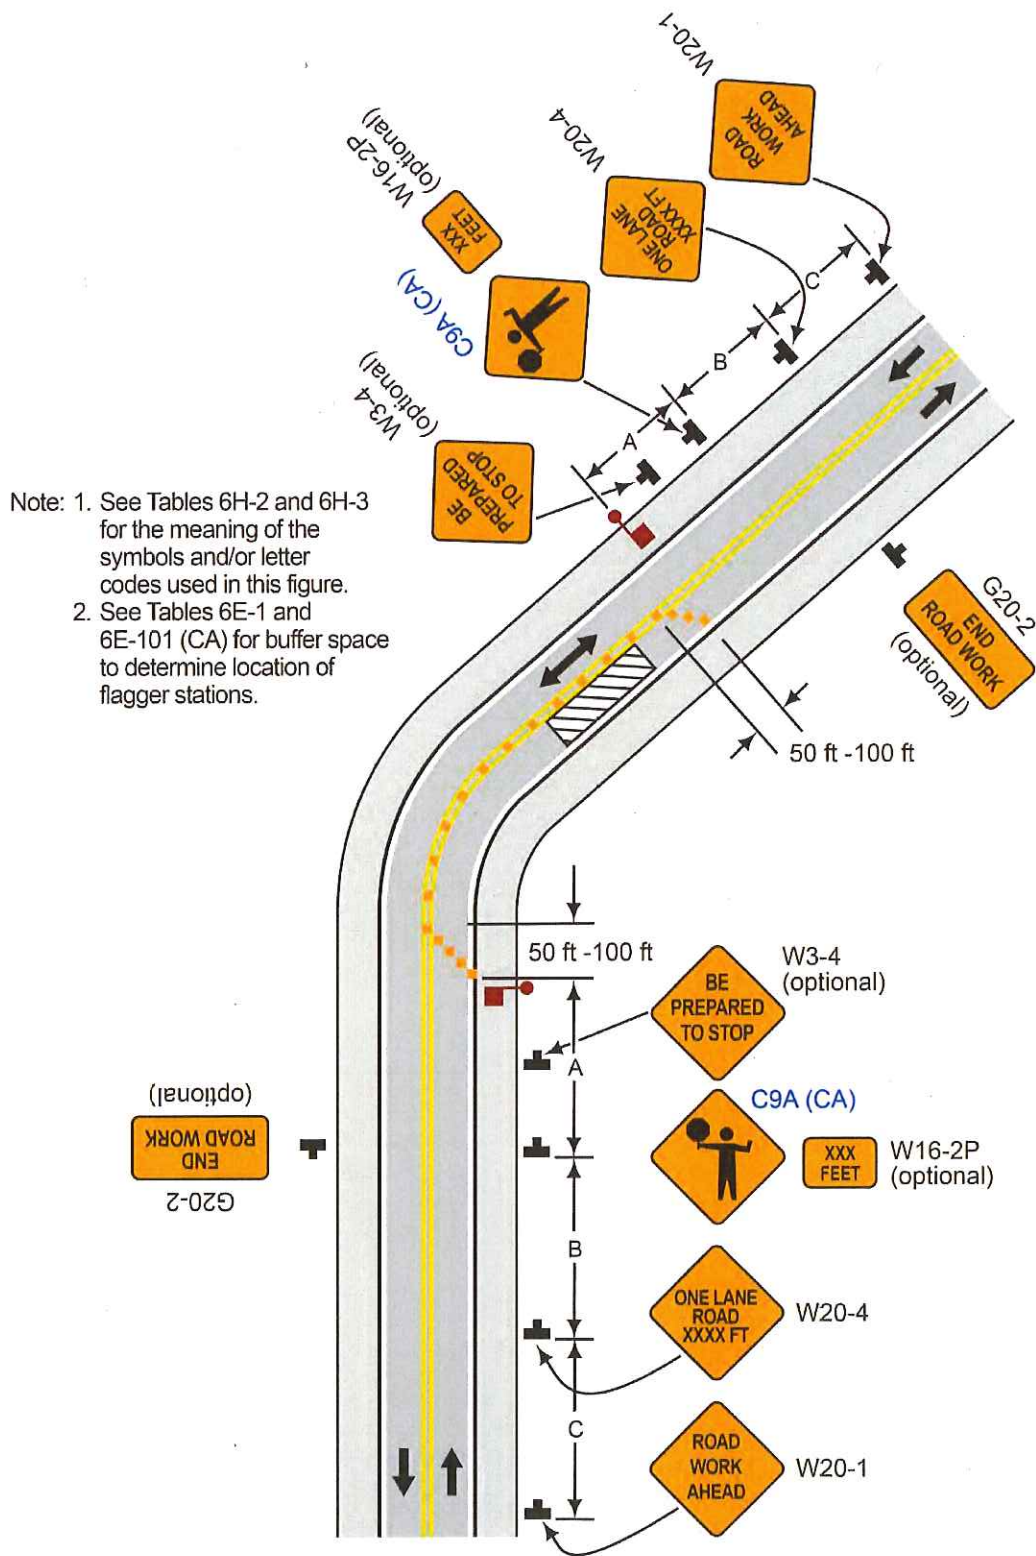 W20-1
ROAD
WORK
AHEAD
W20-4
ONE LANE
ROAD
XXXX FT
W16-2P
(optional)
XXX
FEET
C9A (CA)
W3-4
(optional)
BE
PREPARED
TO STOP
C
B
A
Note: 1. See Tables 6H-2 and 6H-3
for the meaning of the
symbols and/or letter
codes used in this figure.
2. See Tables 6E-1 and
6E-101 (CA) for buffer space
to determine location of
flagger stations.
G20-2
END
ROAD WORK
(optional)
50 ft -100 ft
50 ft -100 ft
W3-4
(optional)
BE
PREPARED
TO STOP
A
C9A (CA)
XXX
FEET
W16-2P
(optional)
G20-2
END
ROAD WORK
(optional)
B
ONE LANE
ROAD
XXXX FT
W20-4
C
ROAD
WORK
AHEAD
W20-1